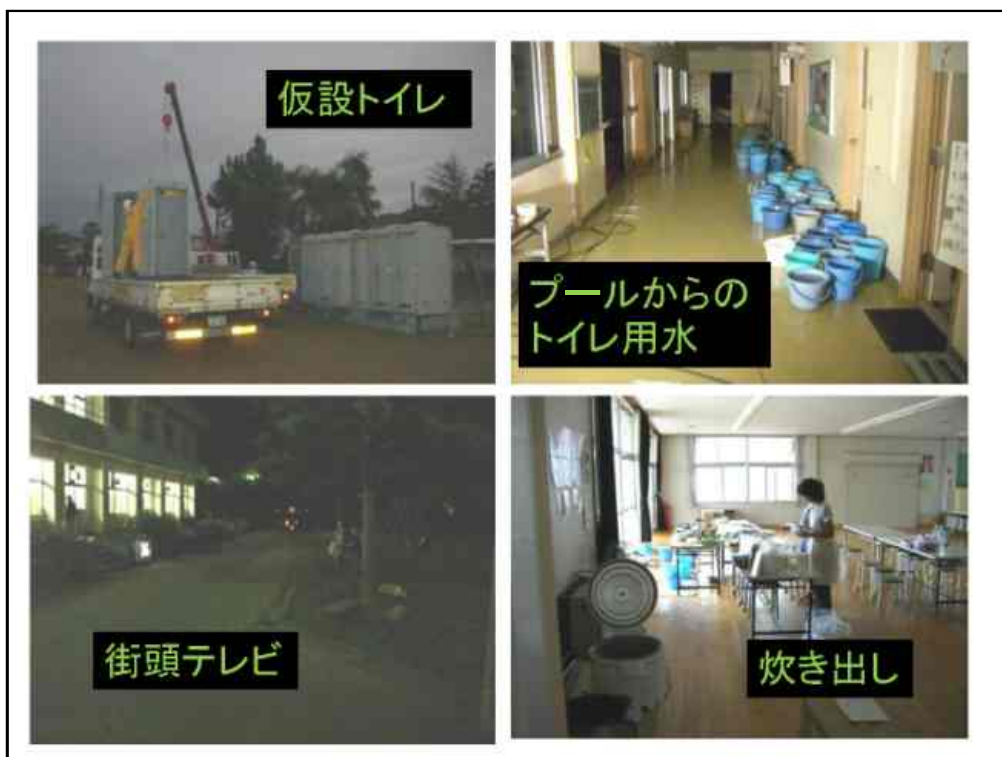 仮設トイレ
プールからの
トイレ用水
街頭テレビ
炊き出し